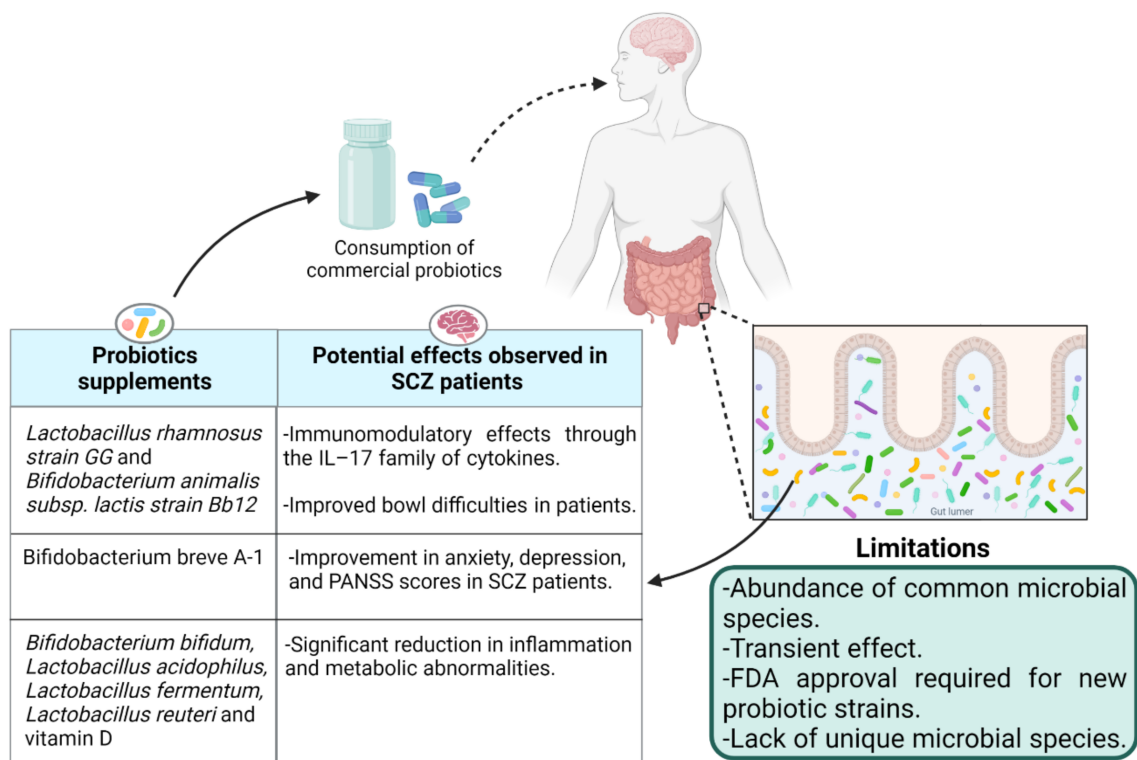 Consumption of
commercial probiotics
Probiotics
supplements
Potential effects observed in
SCZ patients
Lactobacillus rhamnosus
strain GG and
Bifidobacterium animalis
subsp. lactis strain Bb12
-Immunomodulatory effects through
the IL–17 family of cytokines.
-Improved bowl difficulties in patients.
Bifidobacterium breve A-1
-Improvement in anxiety, depression,
and PANSS scores in SCZ patients.
Bifidobacterium bifidum,
Lactobacillus acidophilus,
Lactobacillus fermentum,
Lactobacillus reuteri and
vitamin D
-Significant reduction in inflammation
and metabolic abnormalities.
Gut lumer
Limitations
-Abundance of common microbial
species.
-Transient effect.
-FDA approval required for new
probiotic strains.
-Lack of unique microbial species.